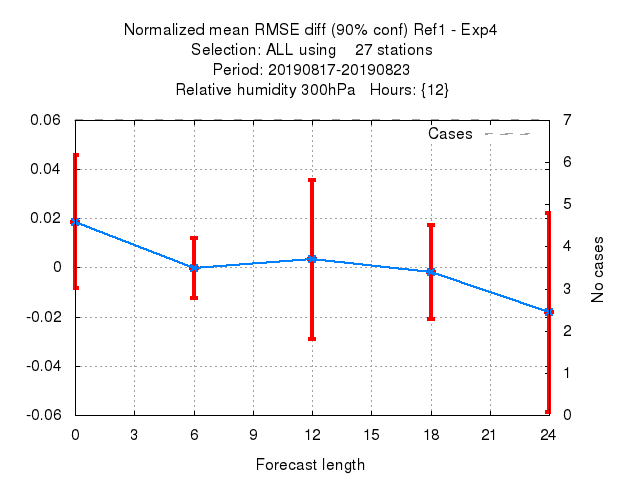 Normalized mean RMSE diff (90% conf) Ref1 - Exp4
Selection: ALL using    27 stations
Period: 20190817-20190823
Relative humidity 300hPa   Hours: {12}
Cases
0.06
0.04
0.02
0
-0.02
-0.04
-0.06
7
6
5
4
3
2
1
0
No cases
0 3 6 9 12 15 18 21 24
Forecast length